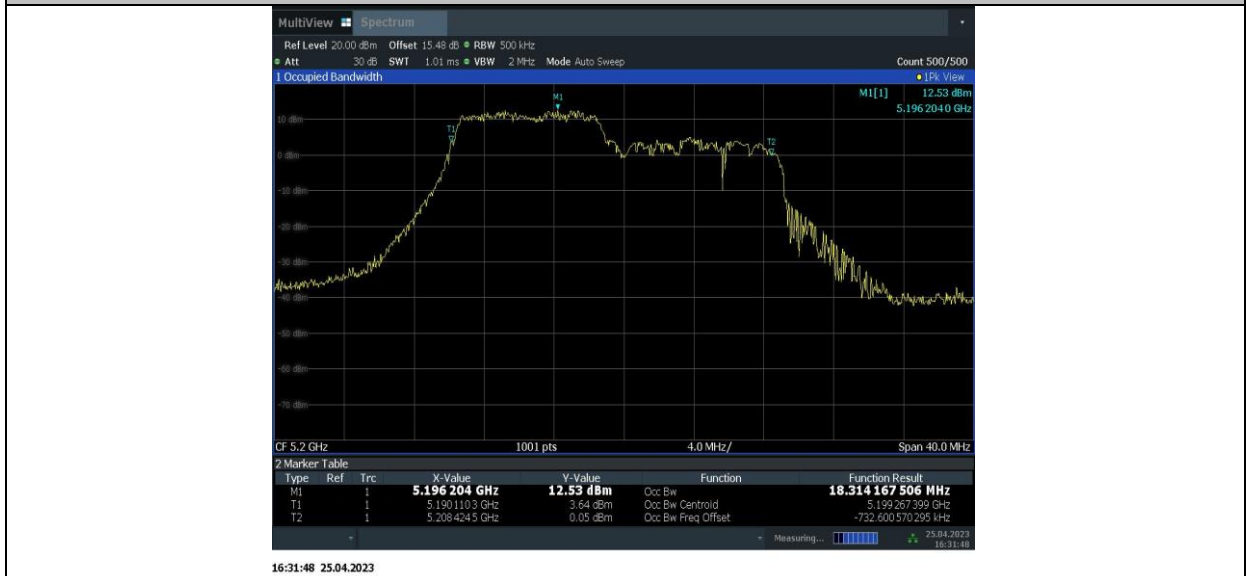 MultiView Spectrum
Ref Level 20.00 dBm Offset 15.48 dB RBW 500 kHz
Att 30 dB SWT 1.01 ms VBW 2 MHz Mode Auto Sweep Count 500/500
1 Occupied Bandwidth 1Pk View
M1[1] 12.53 dBm
5.196 2040 GHz
M1
10 dBm
T1
T2
0 dBm
-10 dBm
-20 dBm
-30 dBm
-40 dBm
-50 dBm
-60 dBm
-70 dBm
CF 5.2 GHz 1001 pts 4.0 MHz/ Span 40.0 MHz
2 Marker Table
Type Ref Trc X-Value Y-Value Function Function Result
M1 1 5.196 204 GHz 12.53 dBm Occ Bw 18.314 167 506 MHz
T1 1 5.190 110 3 GHz 3.64 dBm Occ Bw Centroid 5.199 267 399 GHz
T2 1 5.208 424 5 GHz 0.05 dBm Occ Bw Freq Offset -732.600 570 295 kHz
Measuring... 25.04.2023
16:31:48
16:31:48 25.04.2023